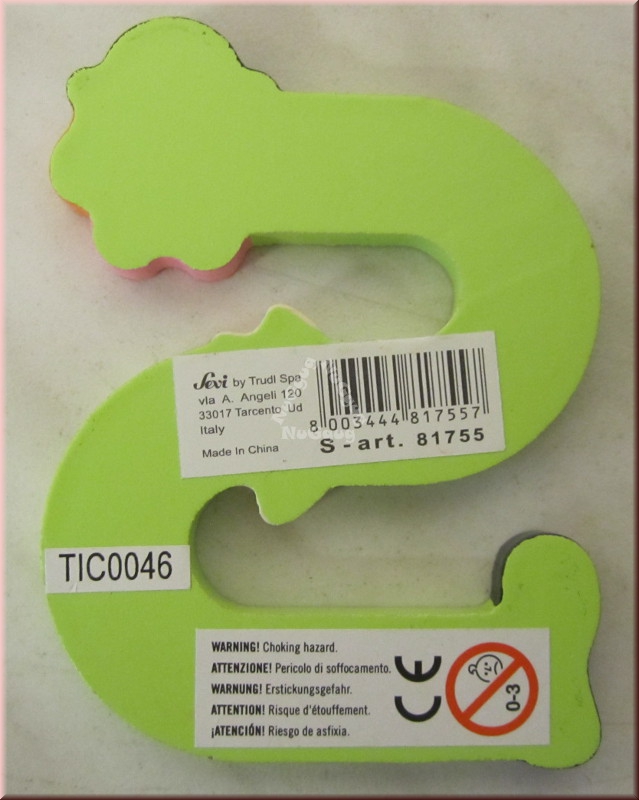 Sevi by Trudi Spa
via A. Angeli 120
33017 Tarcento Ud
Italy
Made In China
8 003444 817557
S - art. 81755
NuGaug
TIC0046
WARNING! Choking hazard.
ATTENZIONE! Pericolo di soffocamento.
WARNUNG! Erstickungsgefahr.
ATTENTION! Risque d'étouffement.
¡ATENCIÓN! Riesgo de asfixia.
CE
0-3